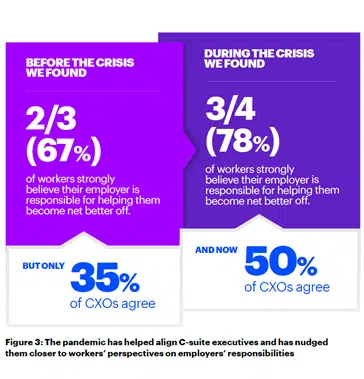 BEFORE THE CRISIS
WE FOUND
2/3
(67%)
of workers strongly
believe their employer is
responsible for helping them
become net better off.
BUT ONLY
35%
of CXOs agree
DURING THE CRISIS
WE FOUND
3/4
(78%)
of workers strongly
believe their employer is
responsible for helping them
become net better off.
AND NOW
50%
of CXOs agree
Figure 3: The pandemic has helped align C-suite executives and has nudged
them closer to workers' perspectives on employers' responsibilities